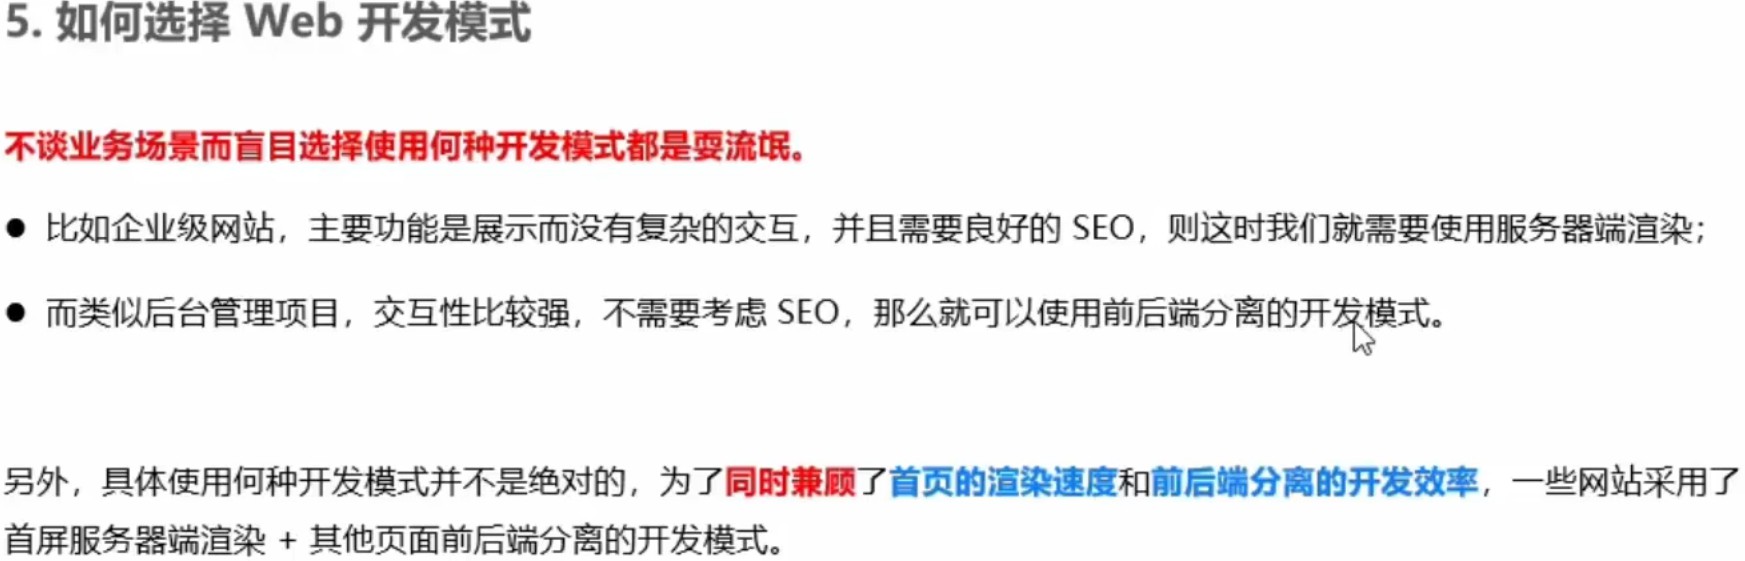 5. 如何选择 Web 开发模式
不谈业务场景而盲目选择使用何种开发模式都是耍流氓。
● 比如企业级网站，主要功能是展示而没有复杂的交互，并且需要良好的 SEO，则这时我们就需要使用服务器端渲染；
● 而类似后台管理项目，交互性比较强，不需要考虑 SEO，那么就可以使用前后端分离的开发模式。
另外，具体使用何种开发模式并不是绝对的，为了同时兼顾了首页的渲染速度和前后端分离的开发效率，一些网站采用了
首屏服务器端渲染 + 其他页面前后端分离的开发模式。